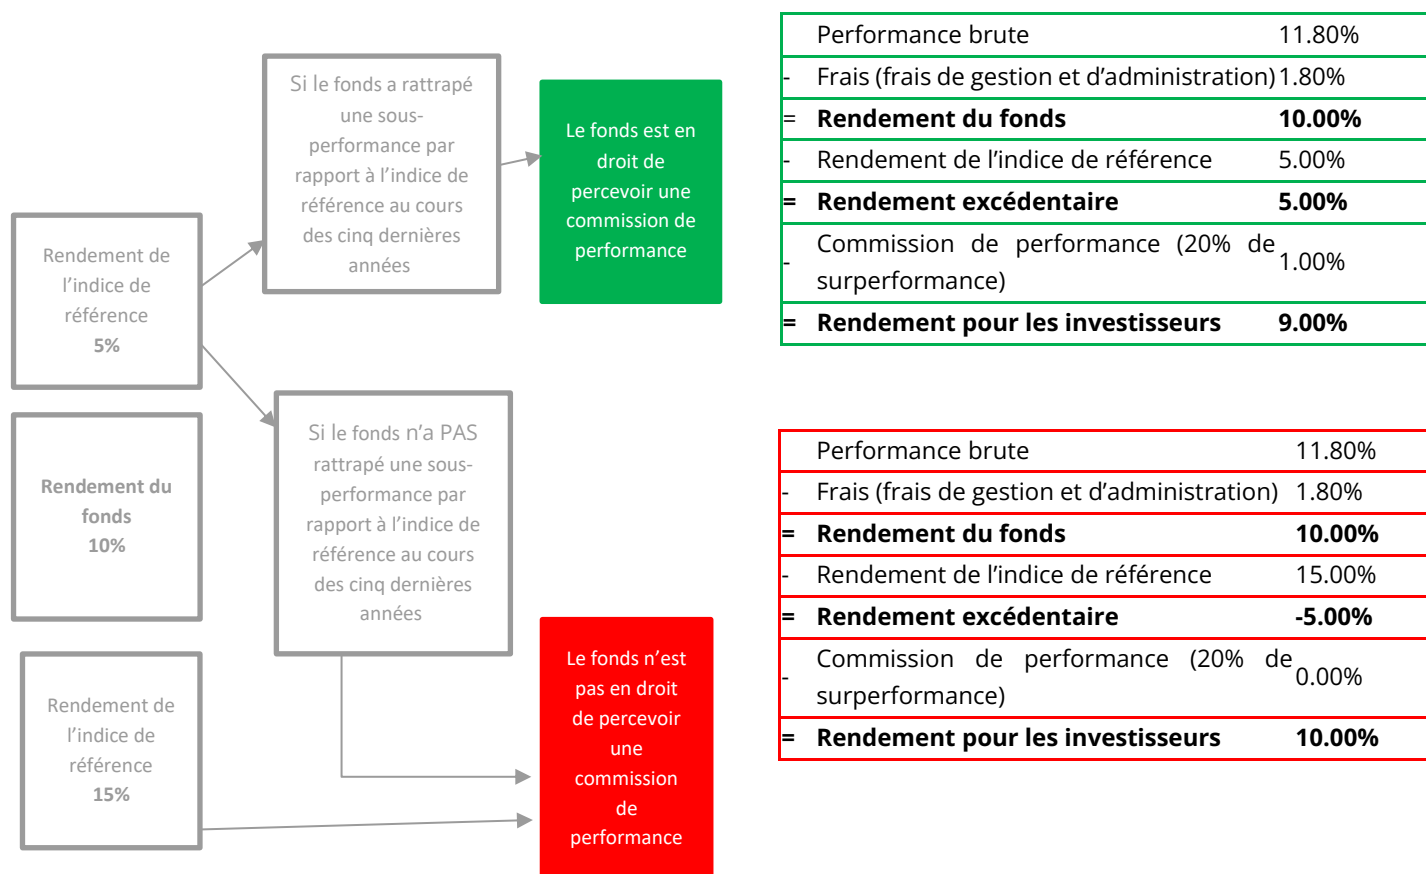 Rendement de
l'indice de
référence
5%
Rendement du
fonds
10%
Rendement de
l'indice de
référence
15%
Si le fonds a rattrapé
une sous-
performance par
rapport à l'indice de
référence au cours
des cinq dernières
années
Si le fonds n'a PAS
rattrapé une sous-
performance par
rapport à l'indice de
référence au cours
des cinq dernières
années
Le fonds est en
droit de
percevoir une
commission de
performance
Le fonds n'est
pas en droit
de percevoir
une
commission
de
performance
Performance brute 11.80%
- Frais (frais de gestion et d'administration) 1.80%
= Rendement du fonds 10.00%
- Rendement de l'indice de référence 5.00%
= Rendement excédentaire 5.00%
- Commission de performance (20% de
surperformance) 1.00%
= Rendement pour les investisseurs 9.00%
Performance brute 11.80%
- Frais (frais de gestion et d'administration) 1.80%
= Rendement du fonds 10.00%
- Rendement de l'indice de référence 15.00%
= Rendement excédentaire -5.00%
- Commission de performance (20% de
surperformance) 0.00%
= Rendement pour les investisseurs 10.00%